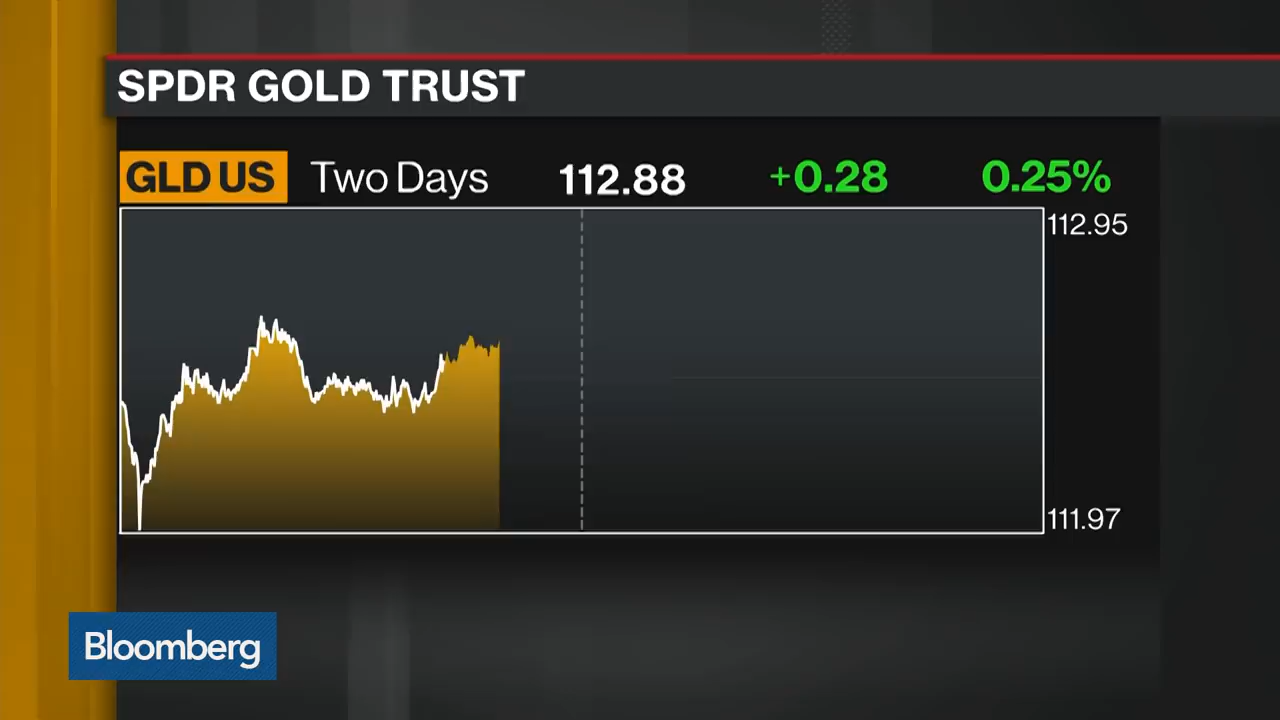 SPDR GOLD TRUST
GLD US Two Days 112.88 +0.28 0.25%
112.95
111.97
Bloomberg